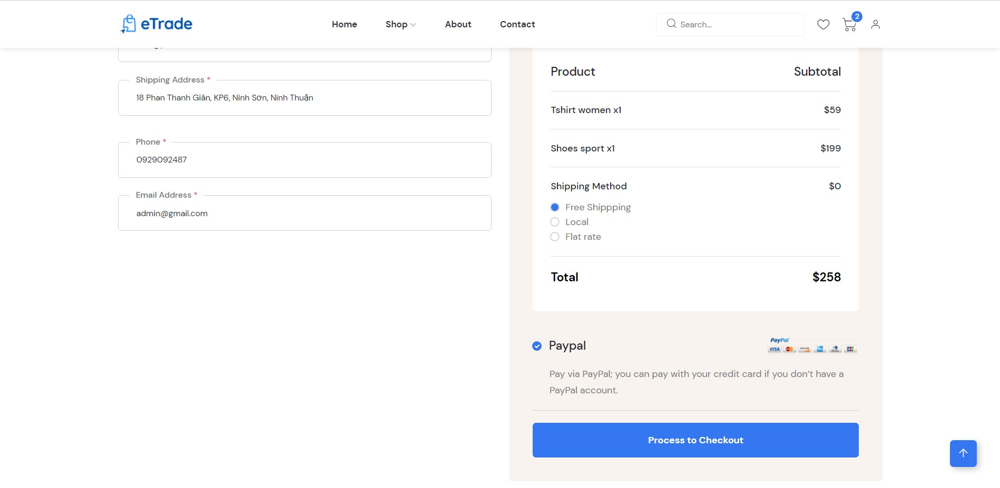 eTrade
Home
Shop
About
Contact
Search...
2
Shipping Address *
18 Phan Thanh Giãn, KP6, Ninh Sơn, Ninh Thuận
Phone *
0929092487
Email Address *
admin@gmail.com
Product Subtotal
Tshirt women x1 $59
Shoes sport x1 $199
Shipping Method $0
Free Shippping
Local
Flat rate
Total $258
Paypal
PayPal
VISA
Pay via PayPal; you can pay with your credit card if you don’t have a
PayPal account.
Process to Checkout